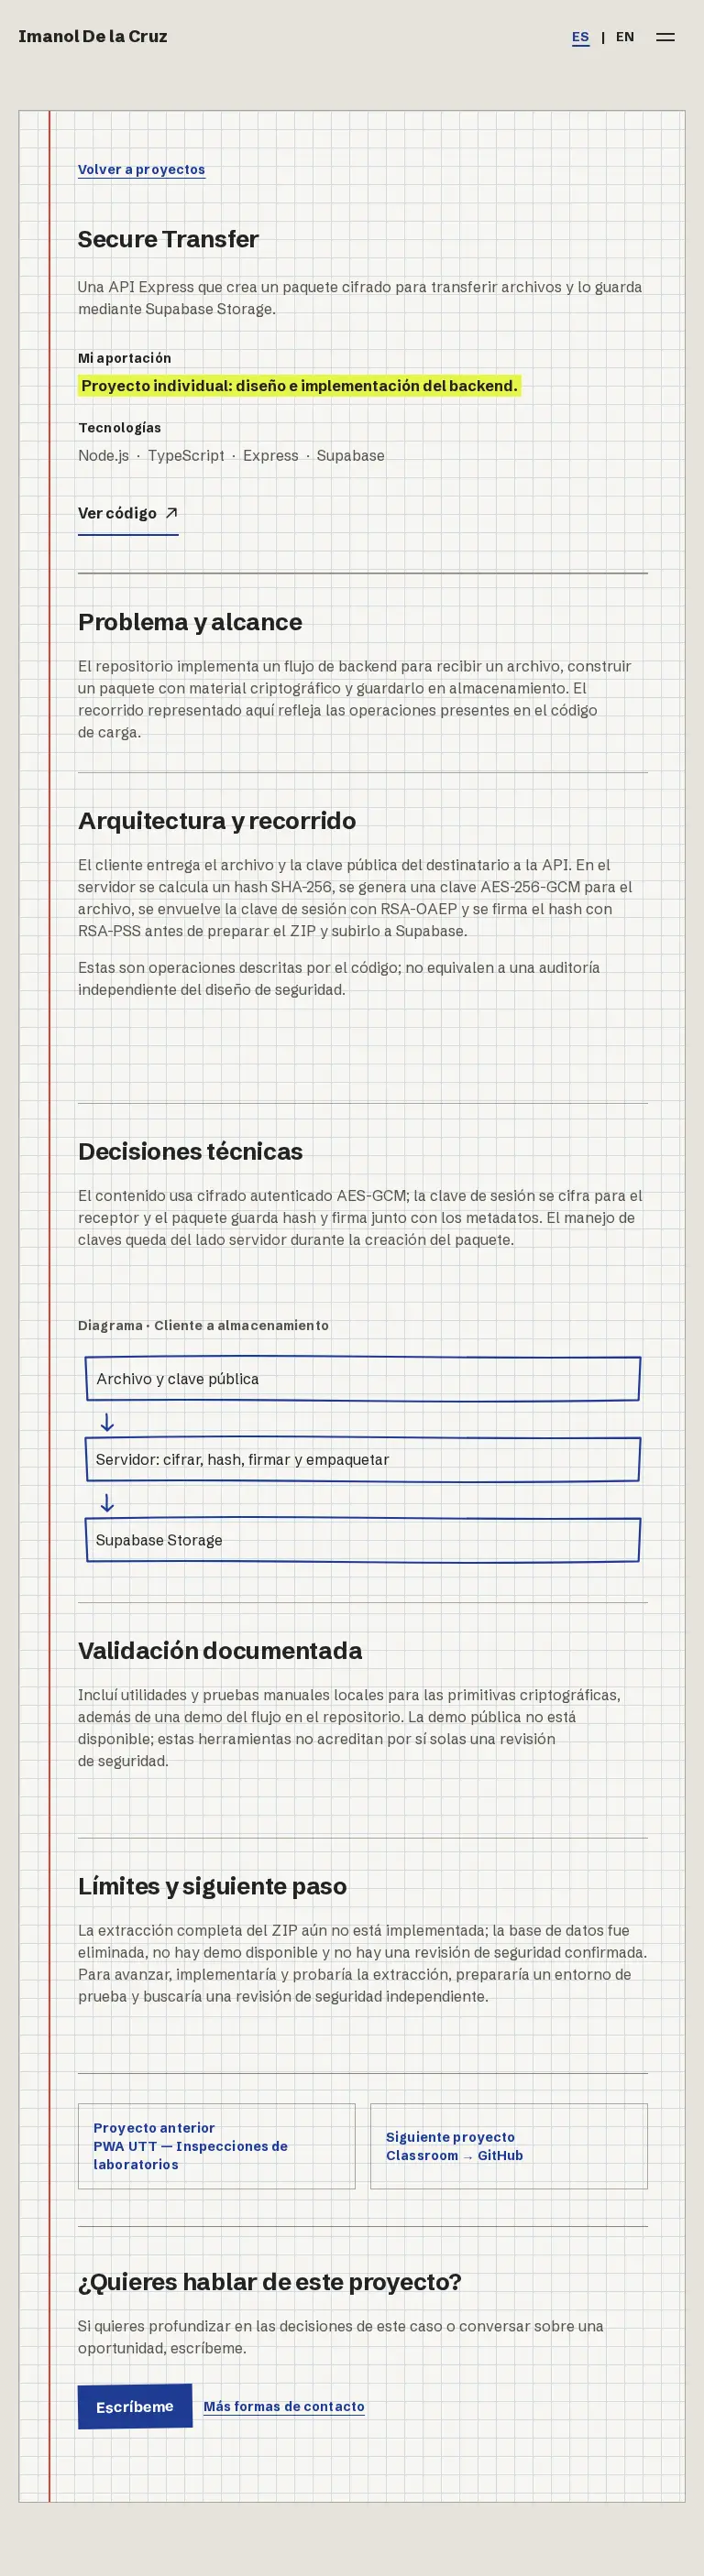 Imanol De la Cruz
ES | EN
Volver a proyectos
Secure Transfer
Una API Express que crea un paquete cifrado para transferir archivos y lo guarda
mediante Supabase Storage.
Mi aportación
Proyecto individual: diseño e implementación del backend.
Tecnologías
Node.js · TypeScript · Express · Supabase
Ver código ↗
Problema y alcance
El repositorio implementa un flujo de backend para recibir un archivo, construir
un paquete con material criptográfico y guardarlo en almacenamiento. El
recorrido representado aquí refleja las operaciones presentes en el código
de carga.
Arquitectura y recorrido
El cliente entrega el archivo y la clave pública del destinatario a la API. En el
servidor se calcula un hash SHA-256, se genera una clave AES-256-GCM para el
archivo, se envuelve la clave de sesión con RSA-OAEP y se firma el hash con
RSA-PSS antes de preparar el ZIP y subirlo a Supabase.
Estas son operaciones descritas por el código; no equivalen a una auditoría
independiente del diseño de seguridad.
Decisiones técnicas
El contenido usa cifrado autenticado AES-GCM; la clave de sesión se cifra para el
receptor y el paquete guarda hash y firma junto con los metadatos. El manejo de
claves queda del lado servidor durante la creación del paquete.
Diagrama · Cliente a almacenamiento
Archivo y clave pública
↓
Servidor: cifrar, hash, firmar y empaquetar
↓
Supabase Storage
Validación documentada
Incluí utilidades y pruebas manuales locales para las primitivas criptográficas,
además de una demo del flujo en el repositorio. La demo pública no está
disponible; estas herramientas no acreditan por sí solas una revisión
de seguridad.
Límites y siguiente paso
La extracción completa del ZIP aún no está implementada; la base de datos fue
eliminada, no hay demo disponible y no hay una revisión de seguridad confirmada.
Para avanzar, implementaría y probaría la extracción, prepararía un entorno de
prueba y buscaría una revisión de seguridad independiente.
Proyecto anterior
PWA UTT — Inspecciones de
laboratorios
Siguiente proyecto
Classroom → GitHub
¿Quieres hablar de este proyecto?
Si quieres profundizar en las decisiones de este caso o conversar sobre una
oportunidad, escríbeme.
Escríbeme
Más formas de contacto